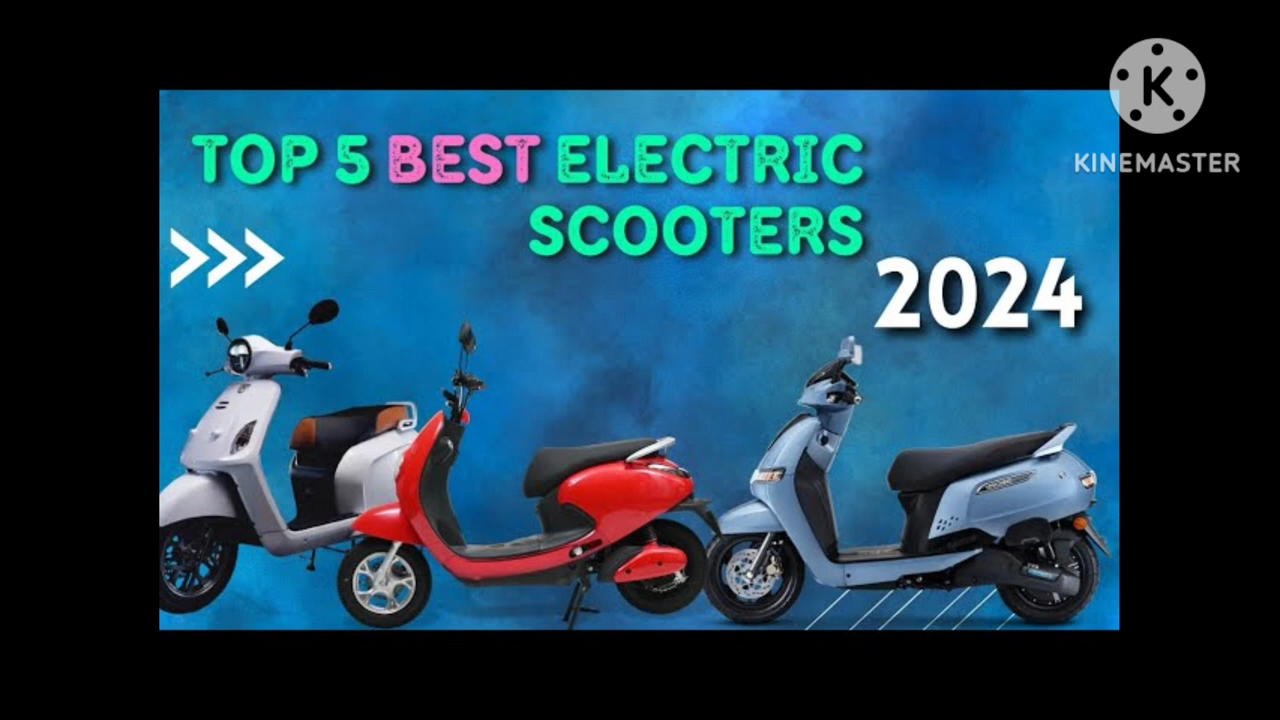 TOP 5 BEST ELECTRIC
SCOOTERS
2024
K
KINEMASTER